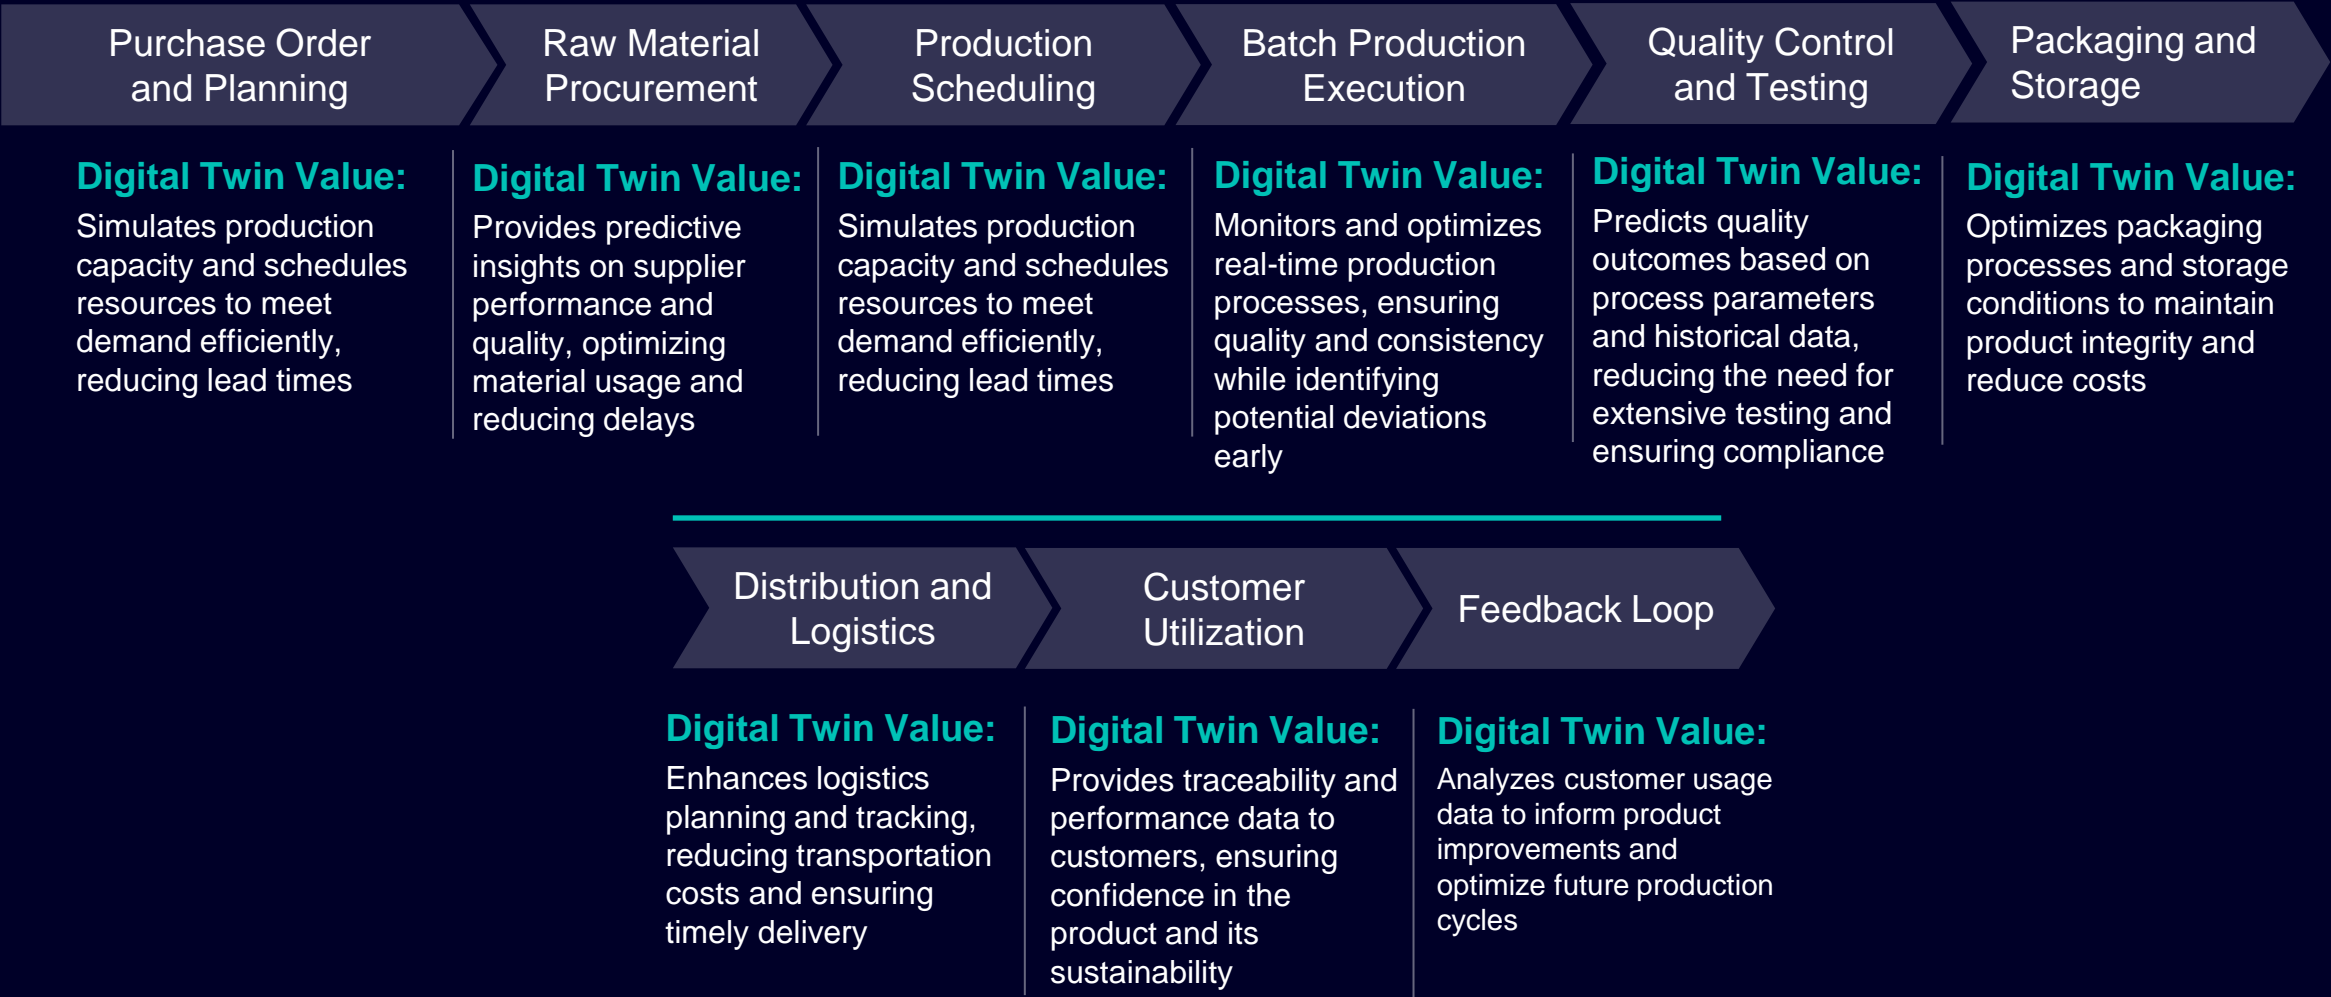 Purchase Order
and Planning
Raw Material
Procurement
Production
Scheduling
Batch Production
Execution
Quality Control
and Testing
Packaging and
Storage
Digital Twin Value:
Simulates production
capacity and schedules
resources to meet
demand efficiently,
reducing lead times
Digital Twin Value:
Provides predictive
insights on supplier
performance and
quality, optimizing
material usage and
reducing delays
Digital Twin Value:
Simulates production
capacity and schedules
resources to meet
demand efficiently,
reducing lead times
Digital Twin Value:
Monitors and optimizes
real-time production
processes, ensuring
quality and consistency
while identifying
potential deviations
early
Digital Twin Value:
Predicts quality
outcomes based on
process parameters
and historical data,
reducing the need for
extensive testing and
ensuring compliance
Digital Twin Value:
Optimizes packaging
processes and storage
conditions to maintain
product integrity and
reduce costs
Distribution and
Logistics
Customer
Utilization
Feedback Loop
Digital Twin Value:
Enhances logistics
planning and tracking,
reducing transportation
costs and ensuring
timely delivery
Digital Twin Value:
Provides traceability and
performance data to
customers, ensuring
confidence in the
product and its
sustainability
Digital Twin Value:
Analyzes customer usage
data to inform product
improvements and
optimize future production
cycles